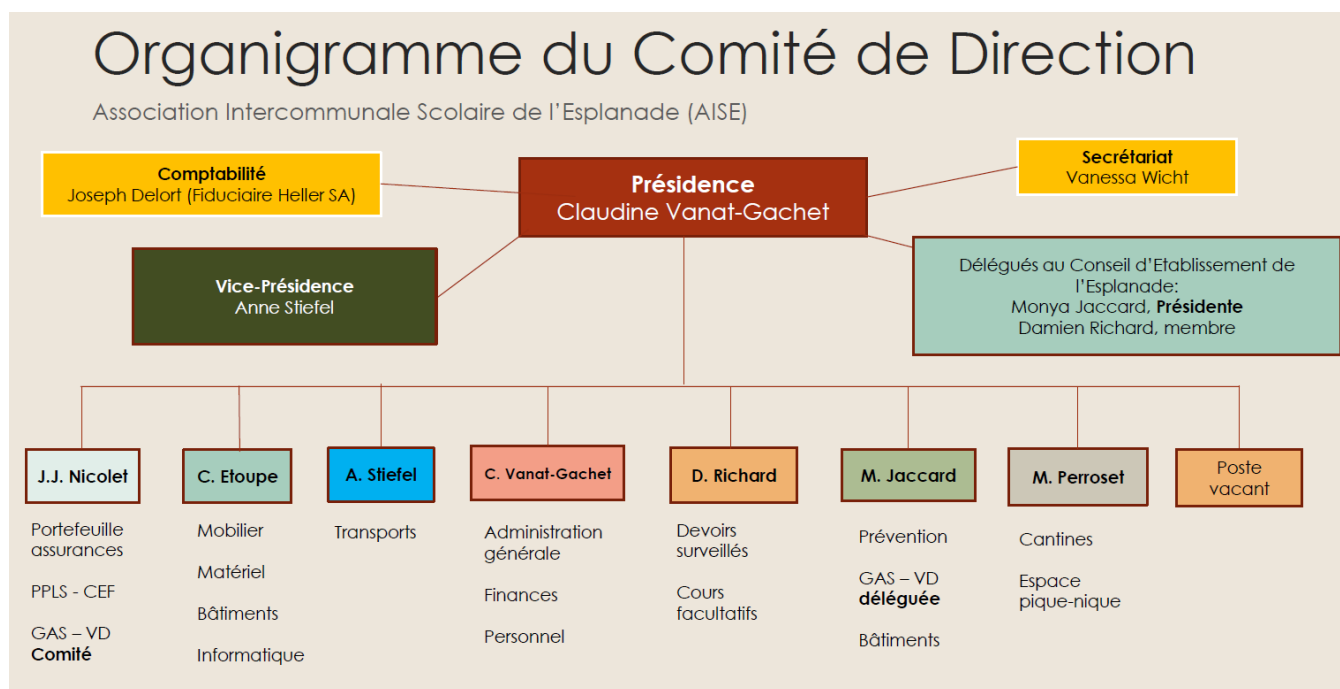 Organigramme du Comité de Direction
Association Intercommunale Scolaire de l'Esplanade (AISE)
Comptabilité
Joseph Delort (Fiduciaire Heller SA)
Présidence
Claudine Vanat-Gachet
Secrétariat
Vanessa Wicht
Vice-Présidence
Anne Stiefel
Délégués au Conseil d'Etablissement de
l'Esplanade:
Monya Jaccard, Présidente
Damien Richard, membre
J.J. Nicolet
Portefeuille
assurances
PPLS - CEF
GAS – VD
Comité
C. Etoupe
Mobilier
Matériel
Bâtiments
Informatique
A. Stiefel
Transports
C. Vanat-Gachet
Administration
générale
Finances
Personnel
D. Richard
Devoirs
surveillés
Cours
facultatifs
M. Jaccard
Prévention
GAS – VD
déléguée
Bâtiments
M. Perroset
Cantines
Espace
pique-nique
Poste
vacant